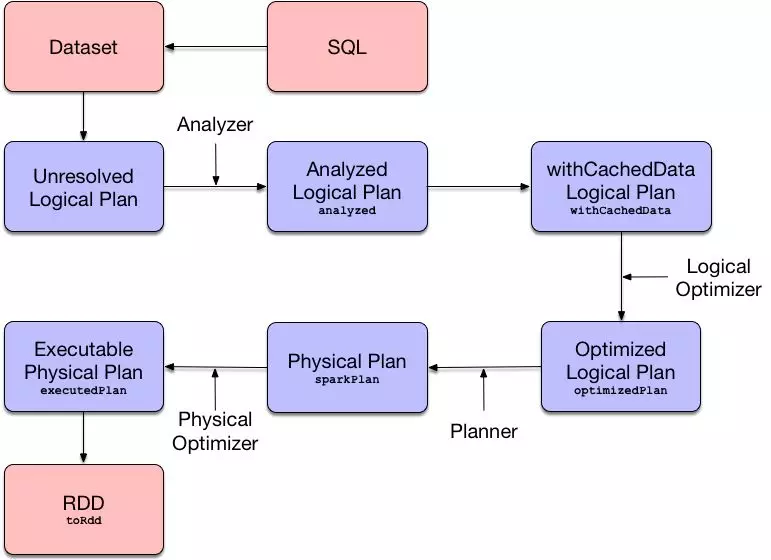 Dataset
SQL
Analyzer
Unresolved
Logical Plan
Analyzed
Logical Plan
analyzed
withCachedData
Logical Plan
withCachedData
Logical
Optimizer
Executable
Physical Plan
executedPlan
Physical Plan
sparkPlan
Optimized
Logical Plan
optimizedPlan
Physical
Optimizer
Planner
RDD
toRdd